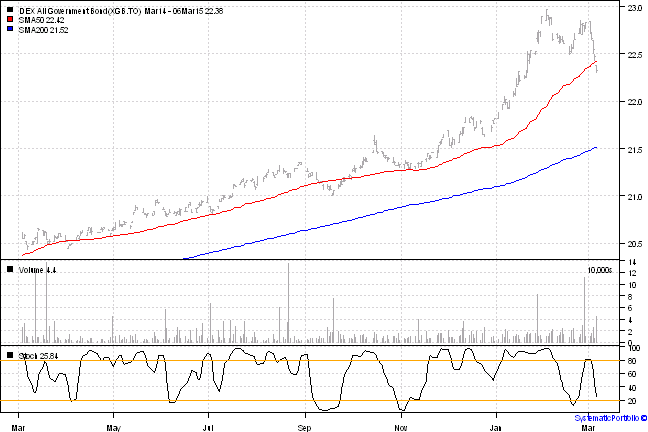 DEX All Government Bond(XGB.TO) Mar14 - 06Mar15 22.38
SMA50 22.42
SMA200 21.52
23.0
22.5
22.0
21.5
21.0
20.5
Volume 4.4
10,000s
14
12
10
8
6
4
2
0
Stoch 25.84
100
80
60
40
20
Mar May Jul Sep Nov Jan Mar
SystematicPortfolio ©